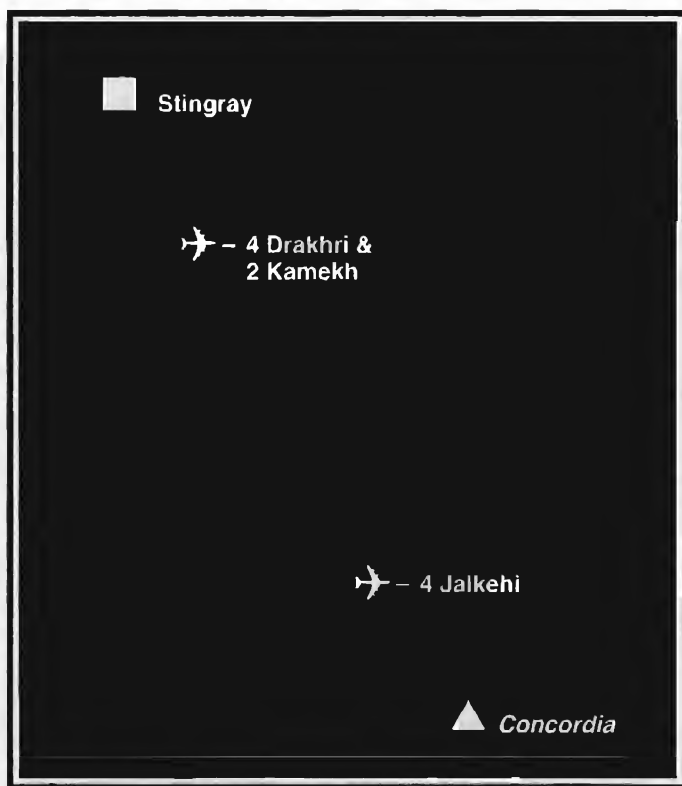 Stingray
– 4 Drakhri &
2 Kamekh
– 4 Jalkehi
Concordia